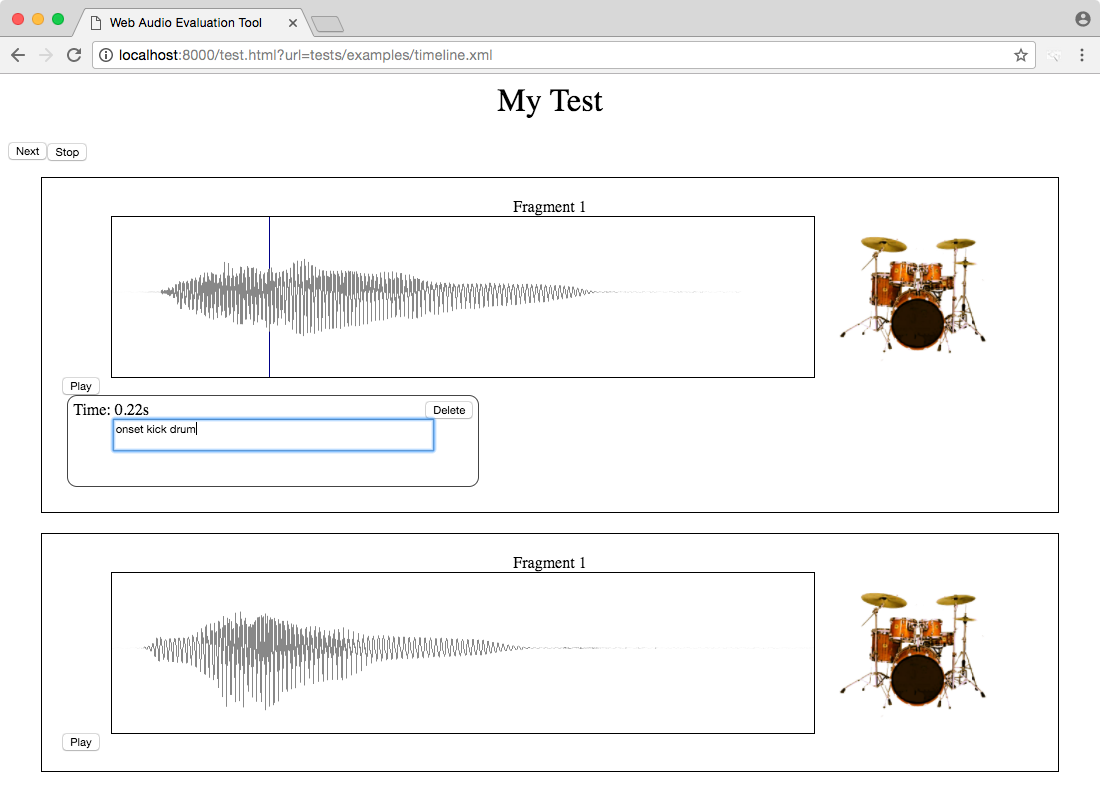 Web Audio Evaluation Tool
localhost:8000/test.html?url=tests/examples/timeline.xml
My Test
Next Stop
Fragment 1
Play
Time: 0.22s Delete
onset kick drum
Fragment 1
Play